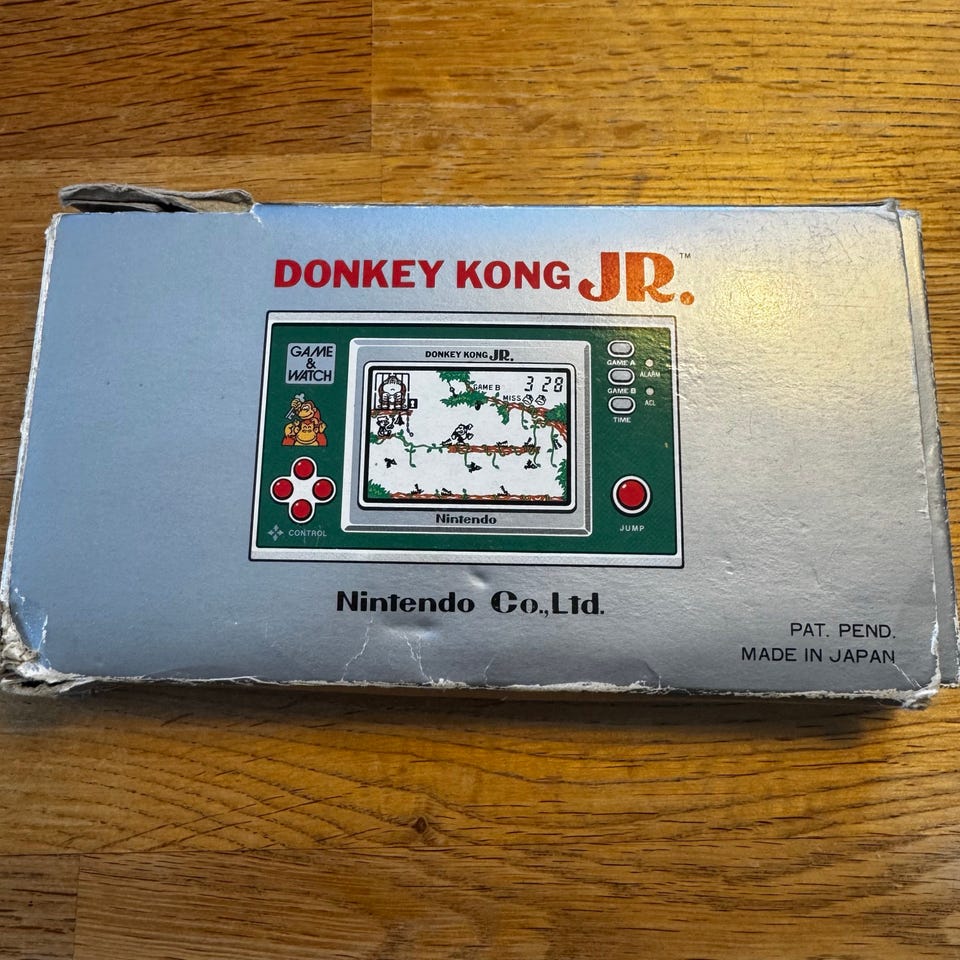 DONKEY KONG JR.™
GAME
&
WATCH
DONKEY KONG JR.
GAME B
3 28
MISS
1
GAME A
ALARM
GAME B
ACL
TIME
CONTROL
Nintendo
JUMP
Nintendo Co.,Ltd.
PAT. PEND.
MADE IN JAPAN